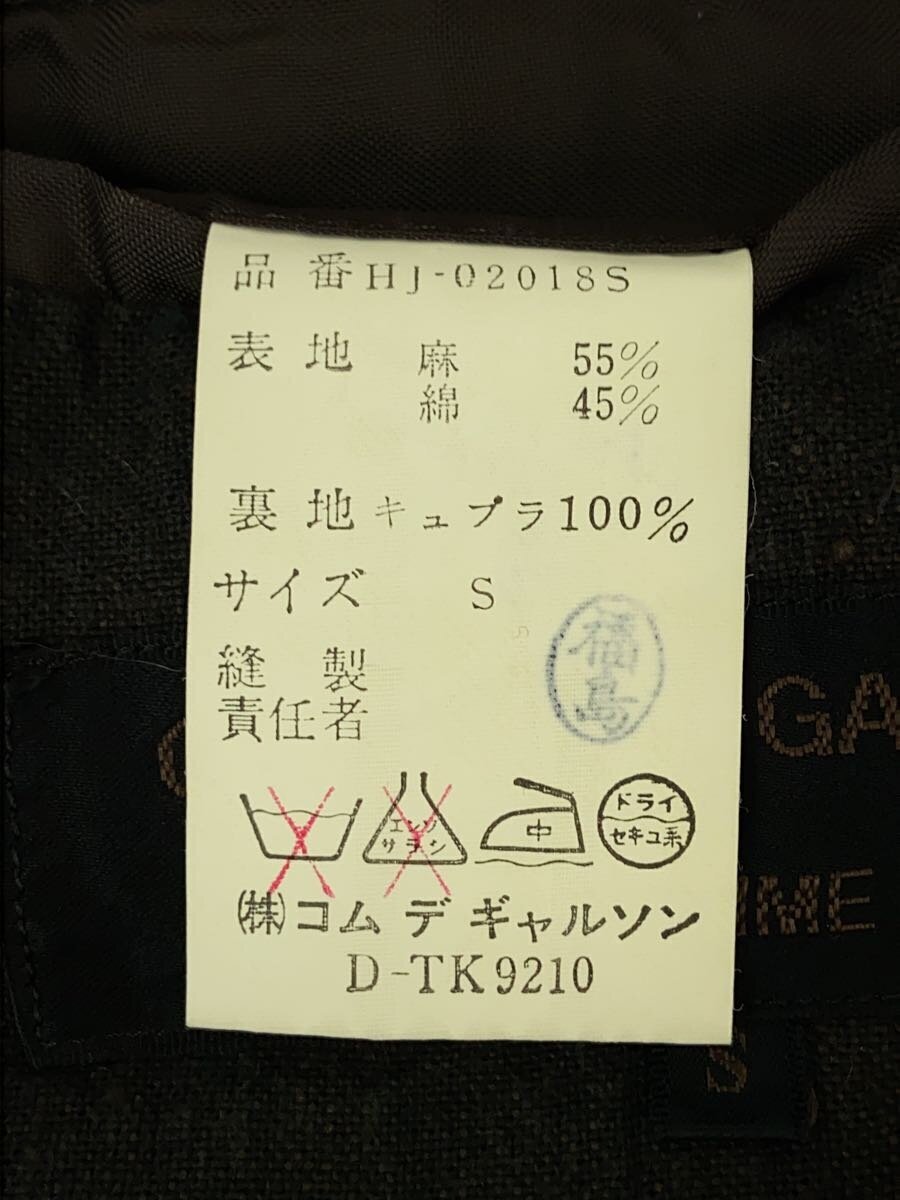 品番HJ-02018S
表地 麻 55%
綿 45%
裏地 キュプラ100%
サイズ S
縫製
責任者
福島
エンソ
サラシ
中
ドライ
セキユ系
㈱コム デ ギャルソン
D-TK9210
GA
S